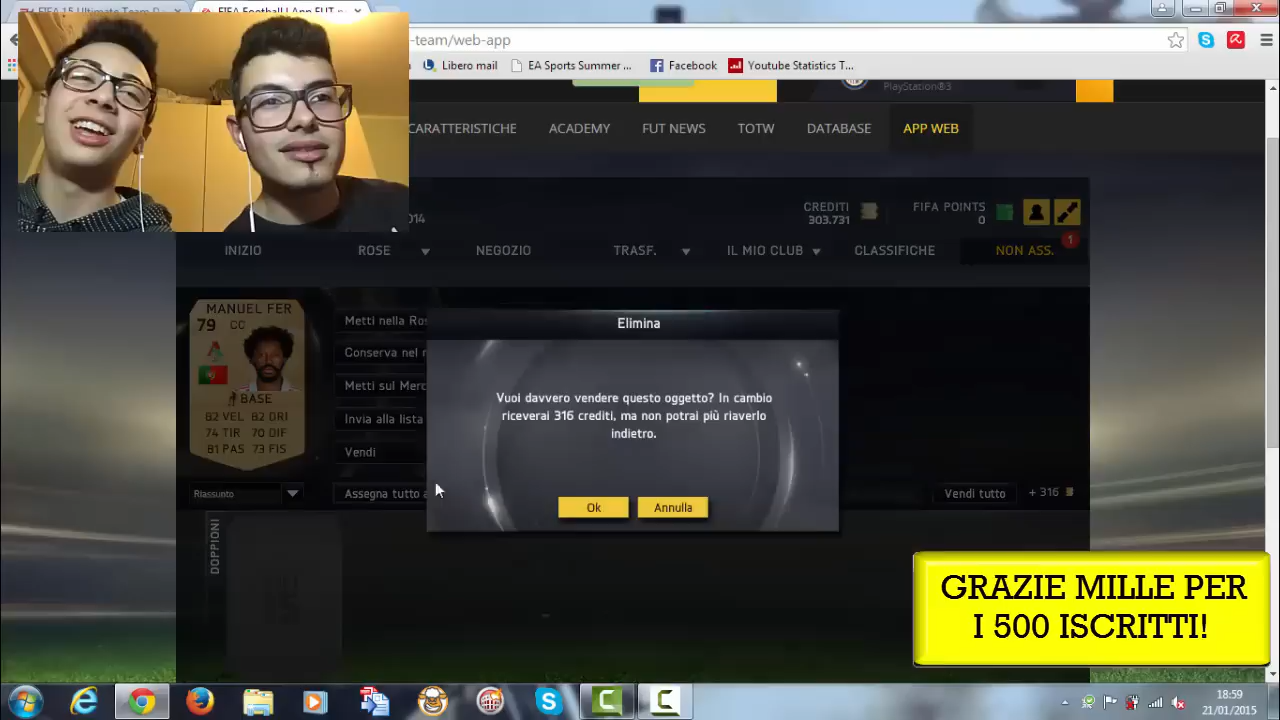 FIFA 15 Ultimate Team
FIFA Football | App FUT
-team/web-app
Libero mail
EA Sports Summer ...
Facebook
Youtube Statistics T...
PlayStation®3
CARATTERISTICHE
ACADEMY
FUT NEWS
TOTW
DATABASE
APP WEB
014
CREDITI
303.731
FIFA POINTS
0
INIZIO
ROSE
NEGOZIO
TRASF.
IL MIO CLUB
CLASSIFICHE
NON ASS.
1
MANUEL FER
79 CC
BASE
82 VEL 82 DRI
74 TIR 70 DIF
81 PAS 73 FIS
Metti nella Ros
Conserva nel
Metti sul Merc
Invia alla lista
Vendi
Elimina
Vuoi davvero vendere questo oggetto? In cambio
riceverai 316 crediti, ma non potrai più riaverlo
indietro.
Ok
Annulla
Riassunto
Assegna tutto a
Vendi tutto
+ 316
DOPPIONI
GRAZIE MILLE PER
I 500 ISCRITTI!
18:59
21/01/2015